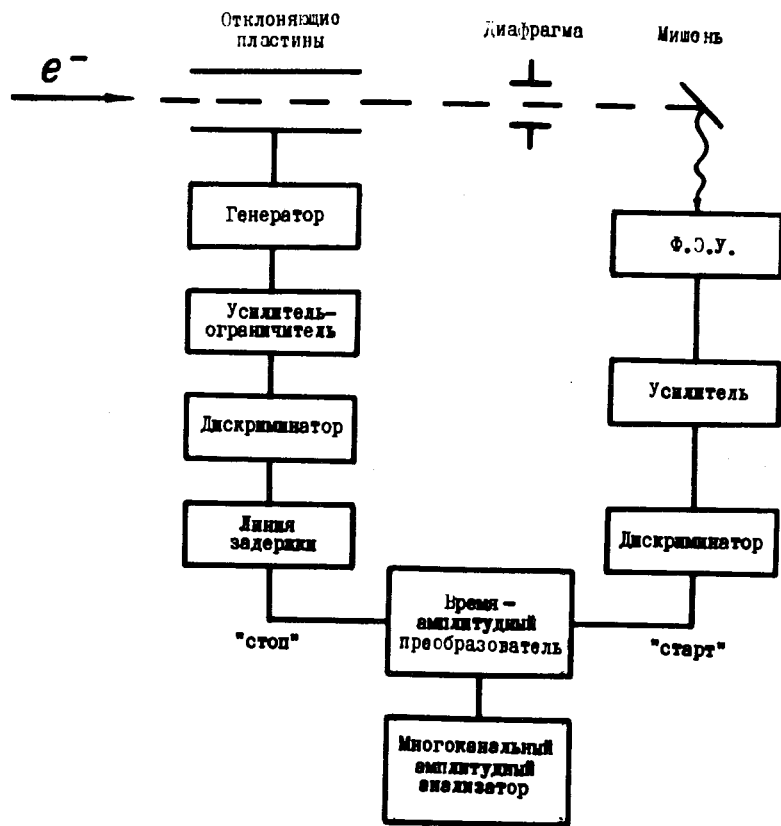 Отклоняющие
пластины
Диафрагма
Мишень
e⁻
Генератор
Ф.Э.У.
Усилитель-
ограничитель
Усилитель
Дискриминатор
Линия
задержки
Дискриминатор
Время -
амплитудный
преобразователь
"стоп"
"старт"
Многоканальный
амплитудный
анализатор